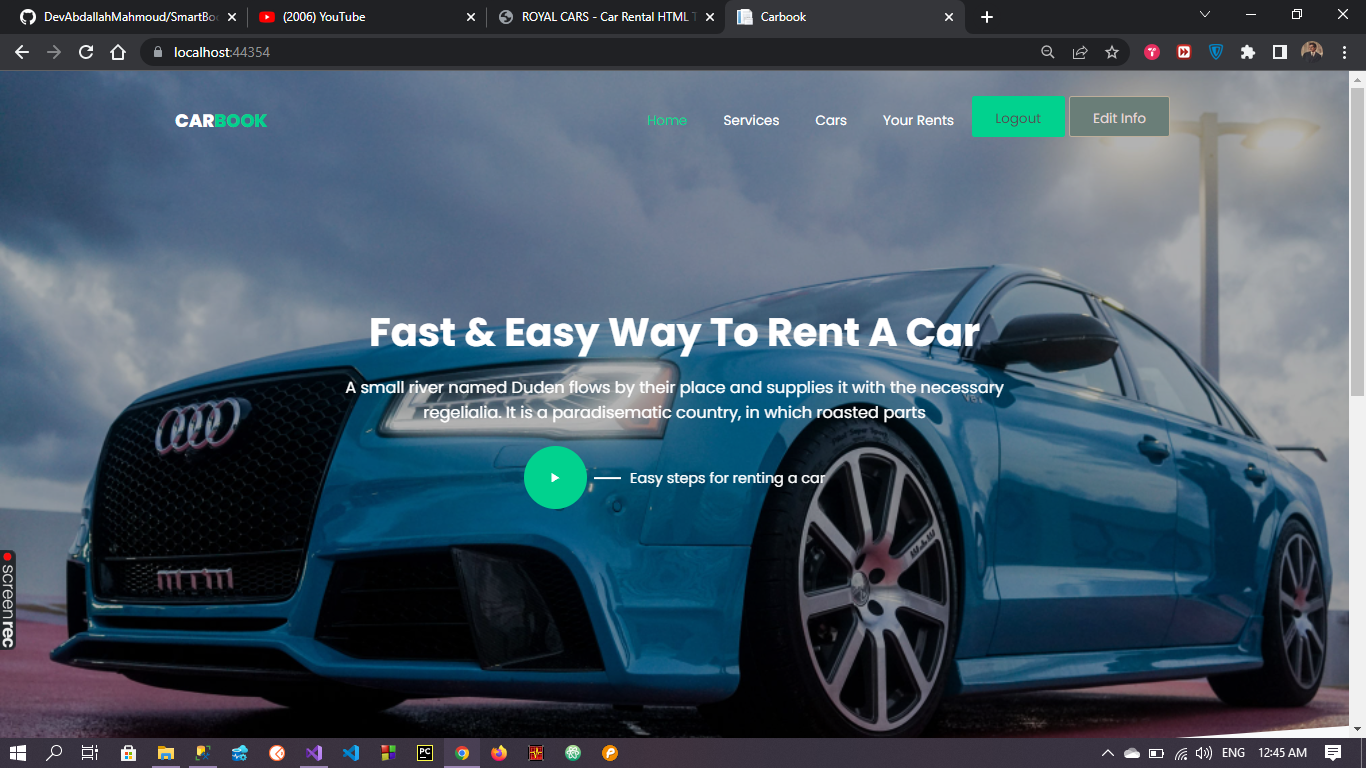 DevAbdallahMahmoud/SmartBoo
(2006) YouTube
ROYAL CARS - Car Rental HTML T
Carbook
localhost:44354
CARBOOK
Home
Services
Cars
Your Rents
Logout
Edit Info
Fast & Easy Way To Rent A Car
A small river named Duden flows by their place and supplies it with the necessary
regelialia. It is a paradisematic country, in which roasted parts
Easy steps for renting a car
mtm
screenrec
PC
ENG
12:45 AM